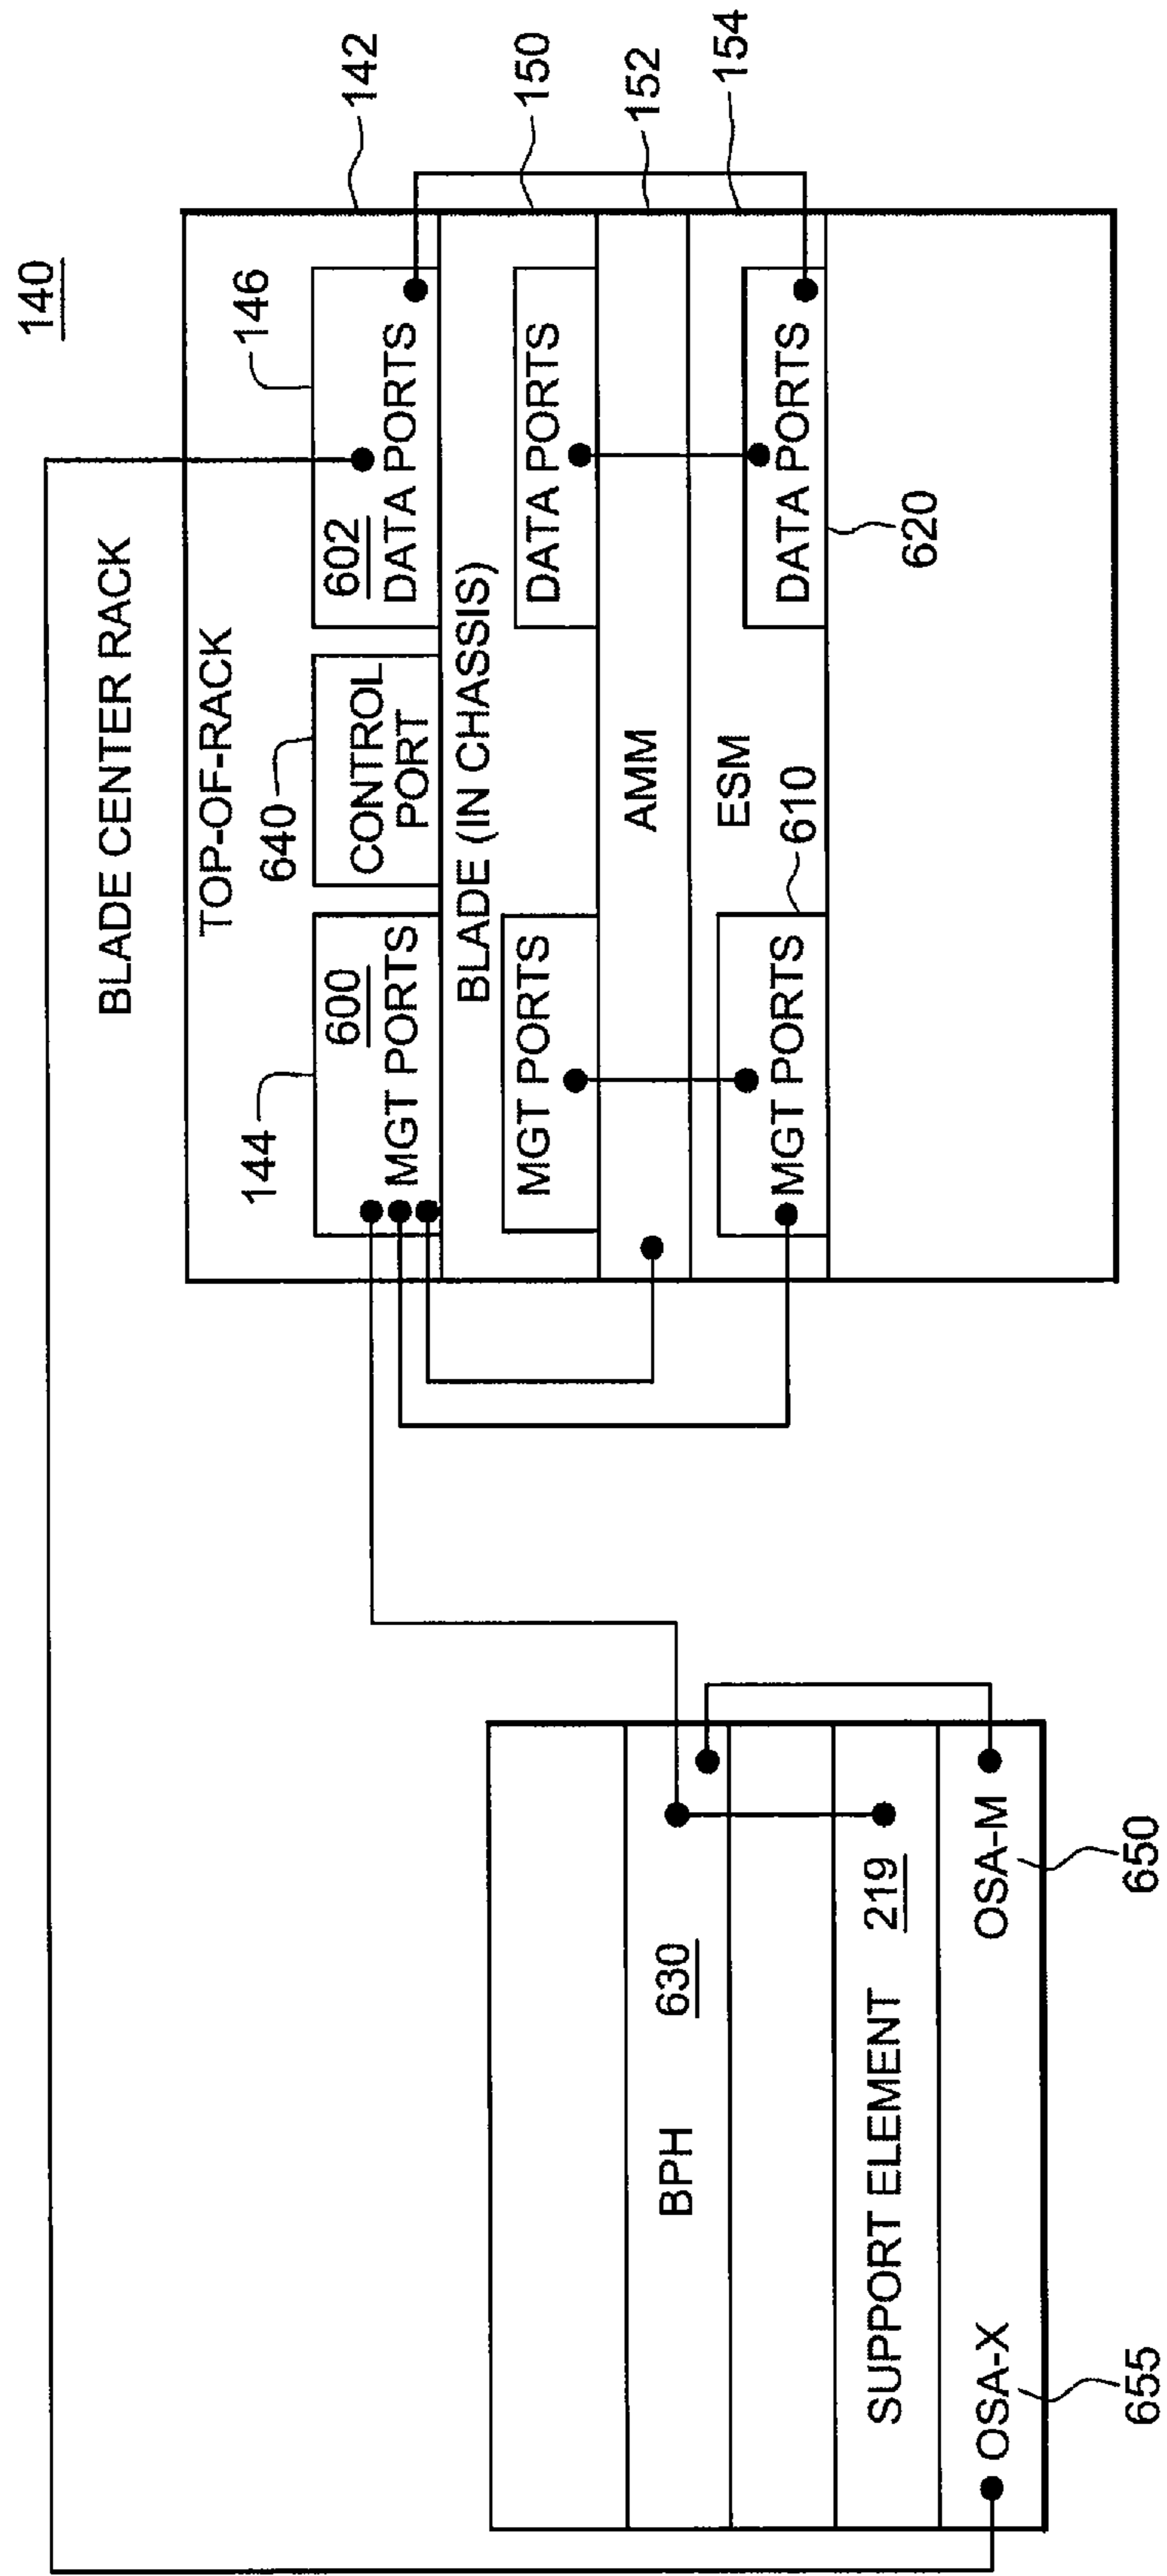 140
BLADE CENTER RACK
TOP-OF-RACK
142
144
600
MGT PORTS
640
CONTROL
PORT
146
602
DATA PORTS
BLADE (IN CHASSIS)
150
MGT PORTS
DATA PORTS
AMM
152
ESM
154
610
MGT PORTS
DATA PORTS
620
BPH
630
SUPPORT ELEMENT
219
OSA-X
OSA-M
655
650